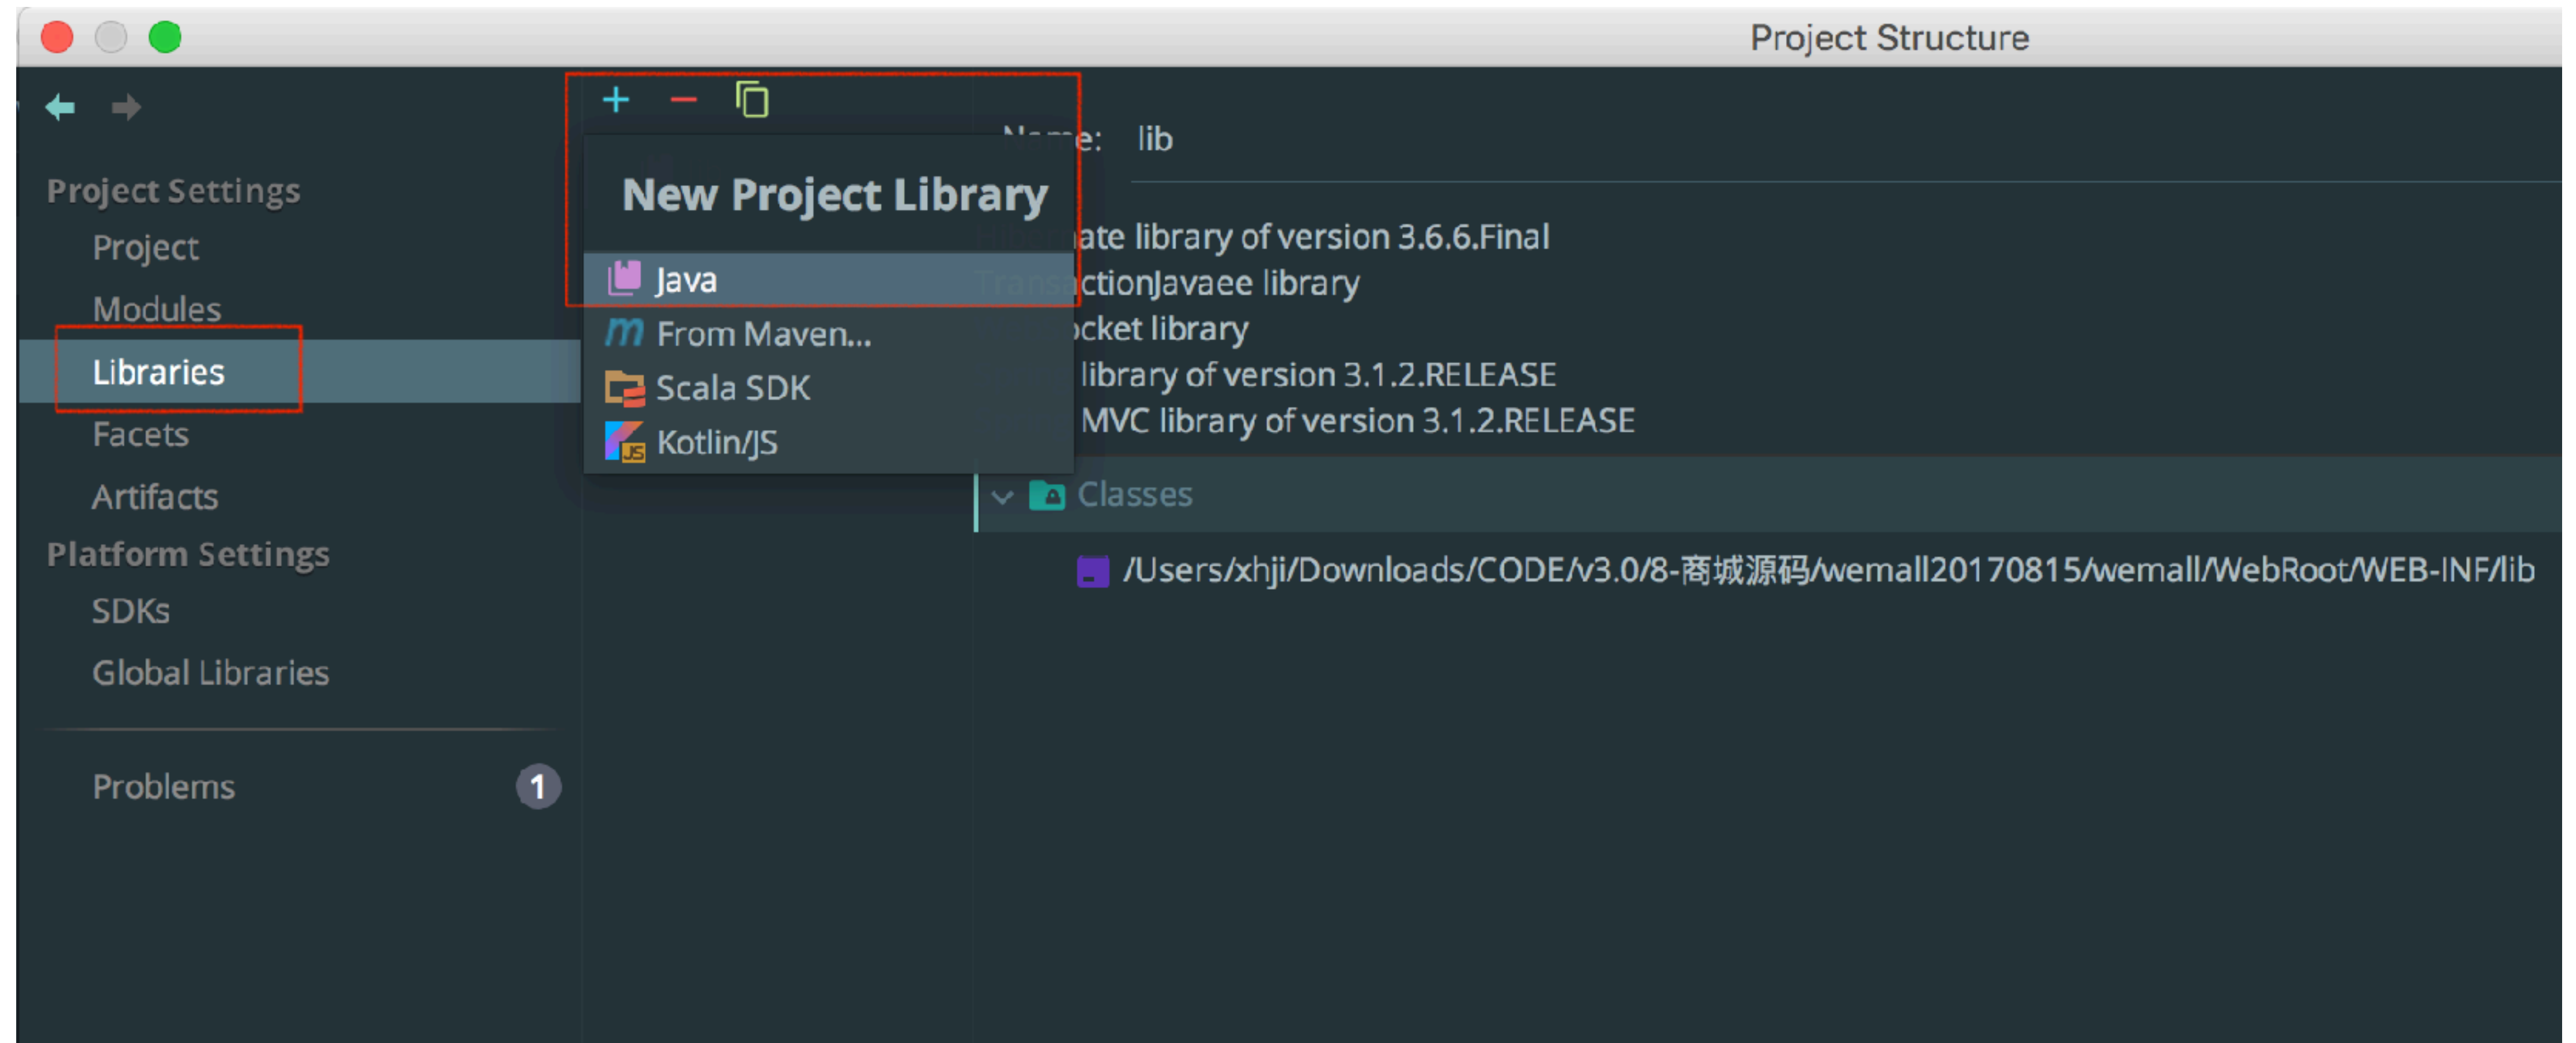 Project Structure
Project Settings
Project
Modules
Libraries
Facets
Artifacts
Platform Settings
SDKs
Global Libraries
Problems
1
New Project Library
Java
From Maven...
Scala SDK
Kotlin/JS
Name: lib
Hibernate library of version 3.6.6.Final
TransactionJavaee library
library
library of version 3.1.2.RELEASE
MVC library of version 3.1.2.RELEASE
Classes
/Users/xhji/Downloads/CODE/v3.0/8-商城源码/wemall20170815/wemall/WebRoot/WEB-INF/lib